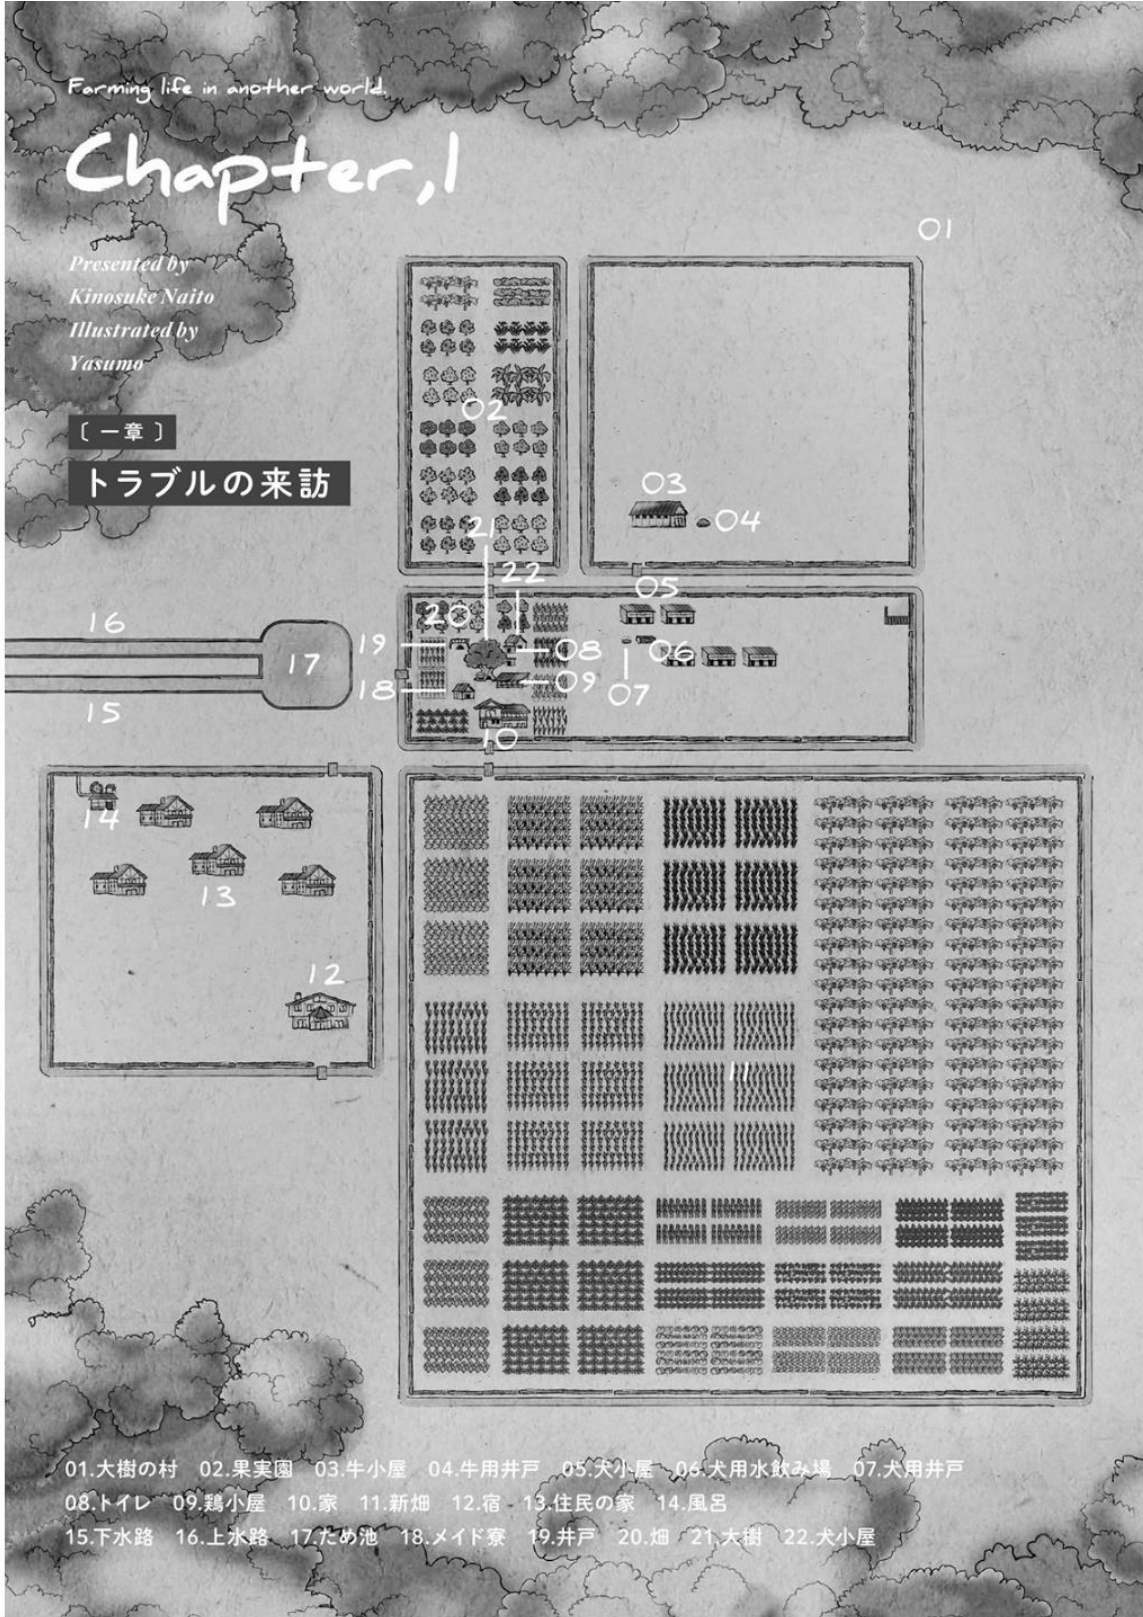 Farming life in another world.
Chapter,1
Presented by
Kinosuke Naito
Illustrated by
Yasumo
〔一章〕
トラブルの来訪
01
02
03
04
21
22
05
20
16
19
08
06
17
18
09
07
15
10
14
13
12
11
01.大樹の村 02.果実園 03.牛小屋 04.牛用井戸 05.犬小屋 06.犬用水飲み場 07.犬用井戸
08.トイレ 09.鶏小屋 10.家 11.新畑 12.宿 13.住民の家 14.風呂
15.下水路 16.上水路 17.ため池 18.メイド寮 19.井戸 20.畑 21.大樹 22.犬小屋